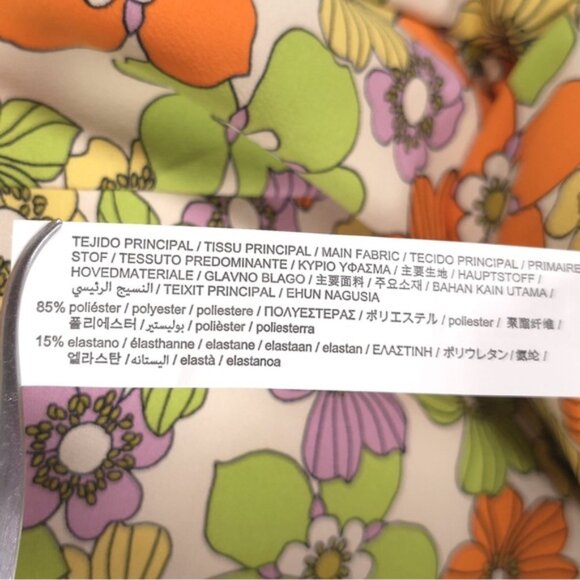 TEJIDO PRINCIPAL / TISSU PRINCIPAL / MAIN FABRIC / TECIDO PRINCIPAL / PRIMAIRE
STOF / TESSUTO PREDOMINANTE / ΚΥΡΙΟ ΥΦΑΣΜΑ / 主要生地 / HAUPTSTOFF /
HOVEDMATERIALE / GLAVNO BLAGO / 主要面料 / 주요소재 / BAHAN KAIN UTAMA /
النسيج الرئيسي / TEIXIT PRINCIPAL / EHUN NAGUSIA
85% poliéster / polyester / poliestere / ΠΟΛΥΕΣΤΕΡΑΣ / ポリエステル / poliester / 聚酯纤维 /
폴리에스터 / بوليستير / polièster / poliesterra
15% elastano / élasthanne / elastane / elastaan / elastan / ΕΛΑΣΤΙΝΗ / ポリウレタン / 氨纶 /
엘라스탄 / اليستانه / elastà / elastanoa